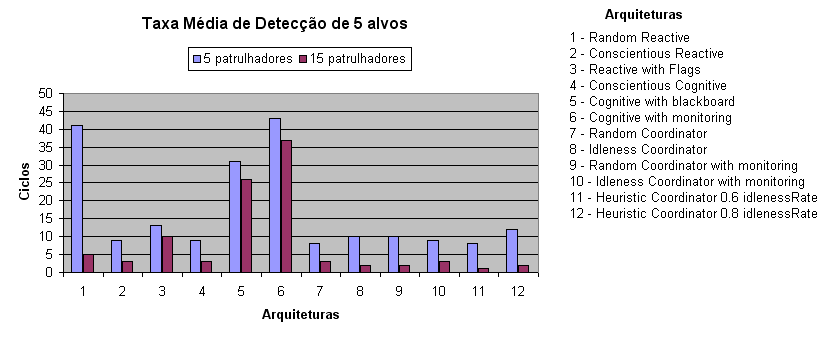 Taxa Média de Detecção de 5 alvos
5 patrulhadores
15 patrulhadores
Ciclos
50
45
40
35
30
25
20
15
10
5
0
1 2 3 4 5 6 7 8 9 10 11 12
Arquiteturas
Arquiteturas
1 - Random Reactive
2 - Conscientious Reactive
3 - Reactive with Flags
4 - Conscientious Cognitive
5 - Cognitive with blackboard
6 - Cognitive with monitoring
7 - Random Coordinator
8 - Idleness Coordinator
9 - Random Coordinator with monitoring
10 - Idleness Coordinator with monitoring
11 - Heuristic Coordinator 0.6 idlenessRate
12 - Heuristic Coordinator 0.8 idlenessRate